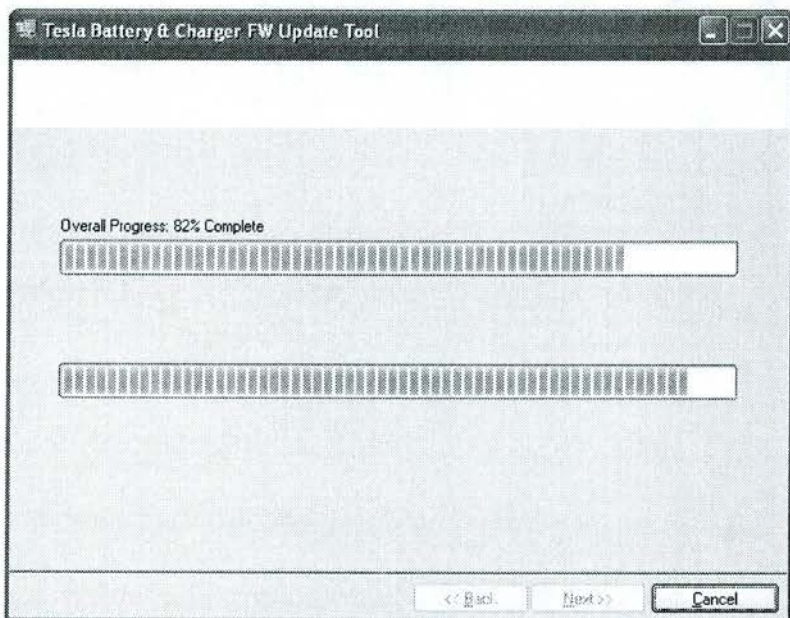 Tesla Battery & Charger FW Update Tool
Overall Progress: 82% Complete
<< Back
Next >>
Cancel